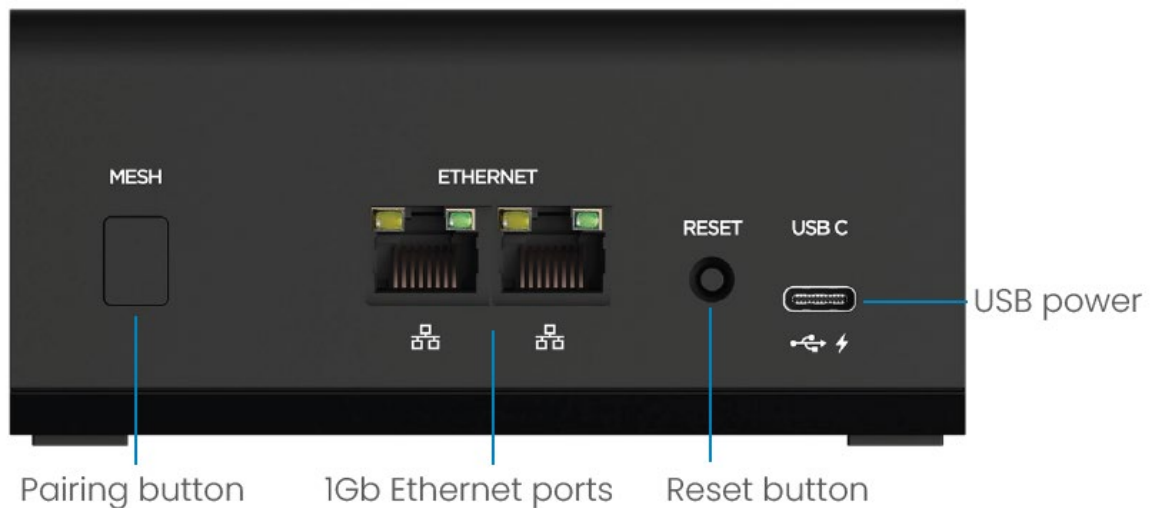 MESH
ETHERNET
RESET
USB C
USB power
Pairing button
1Gb Ethernet ports
Reset button